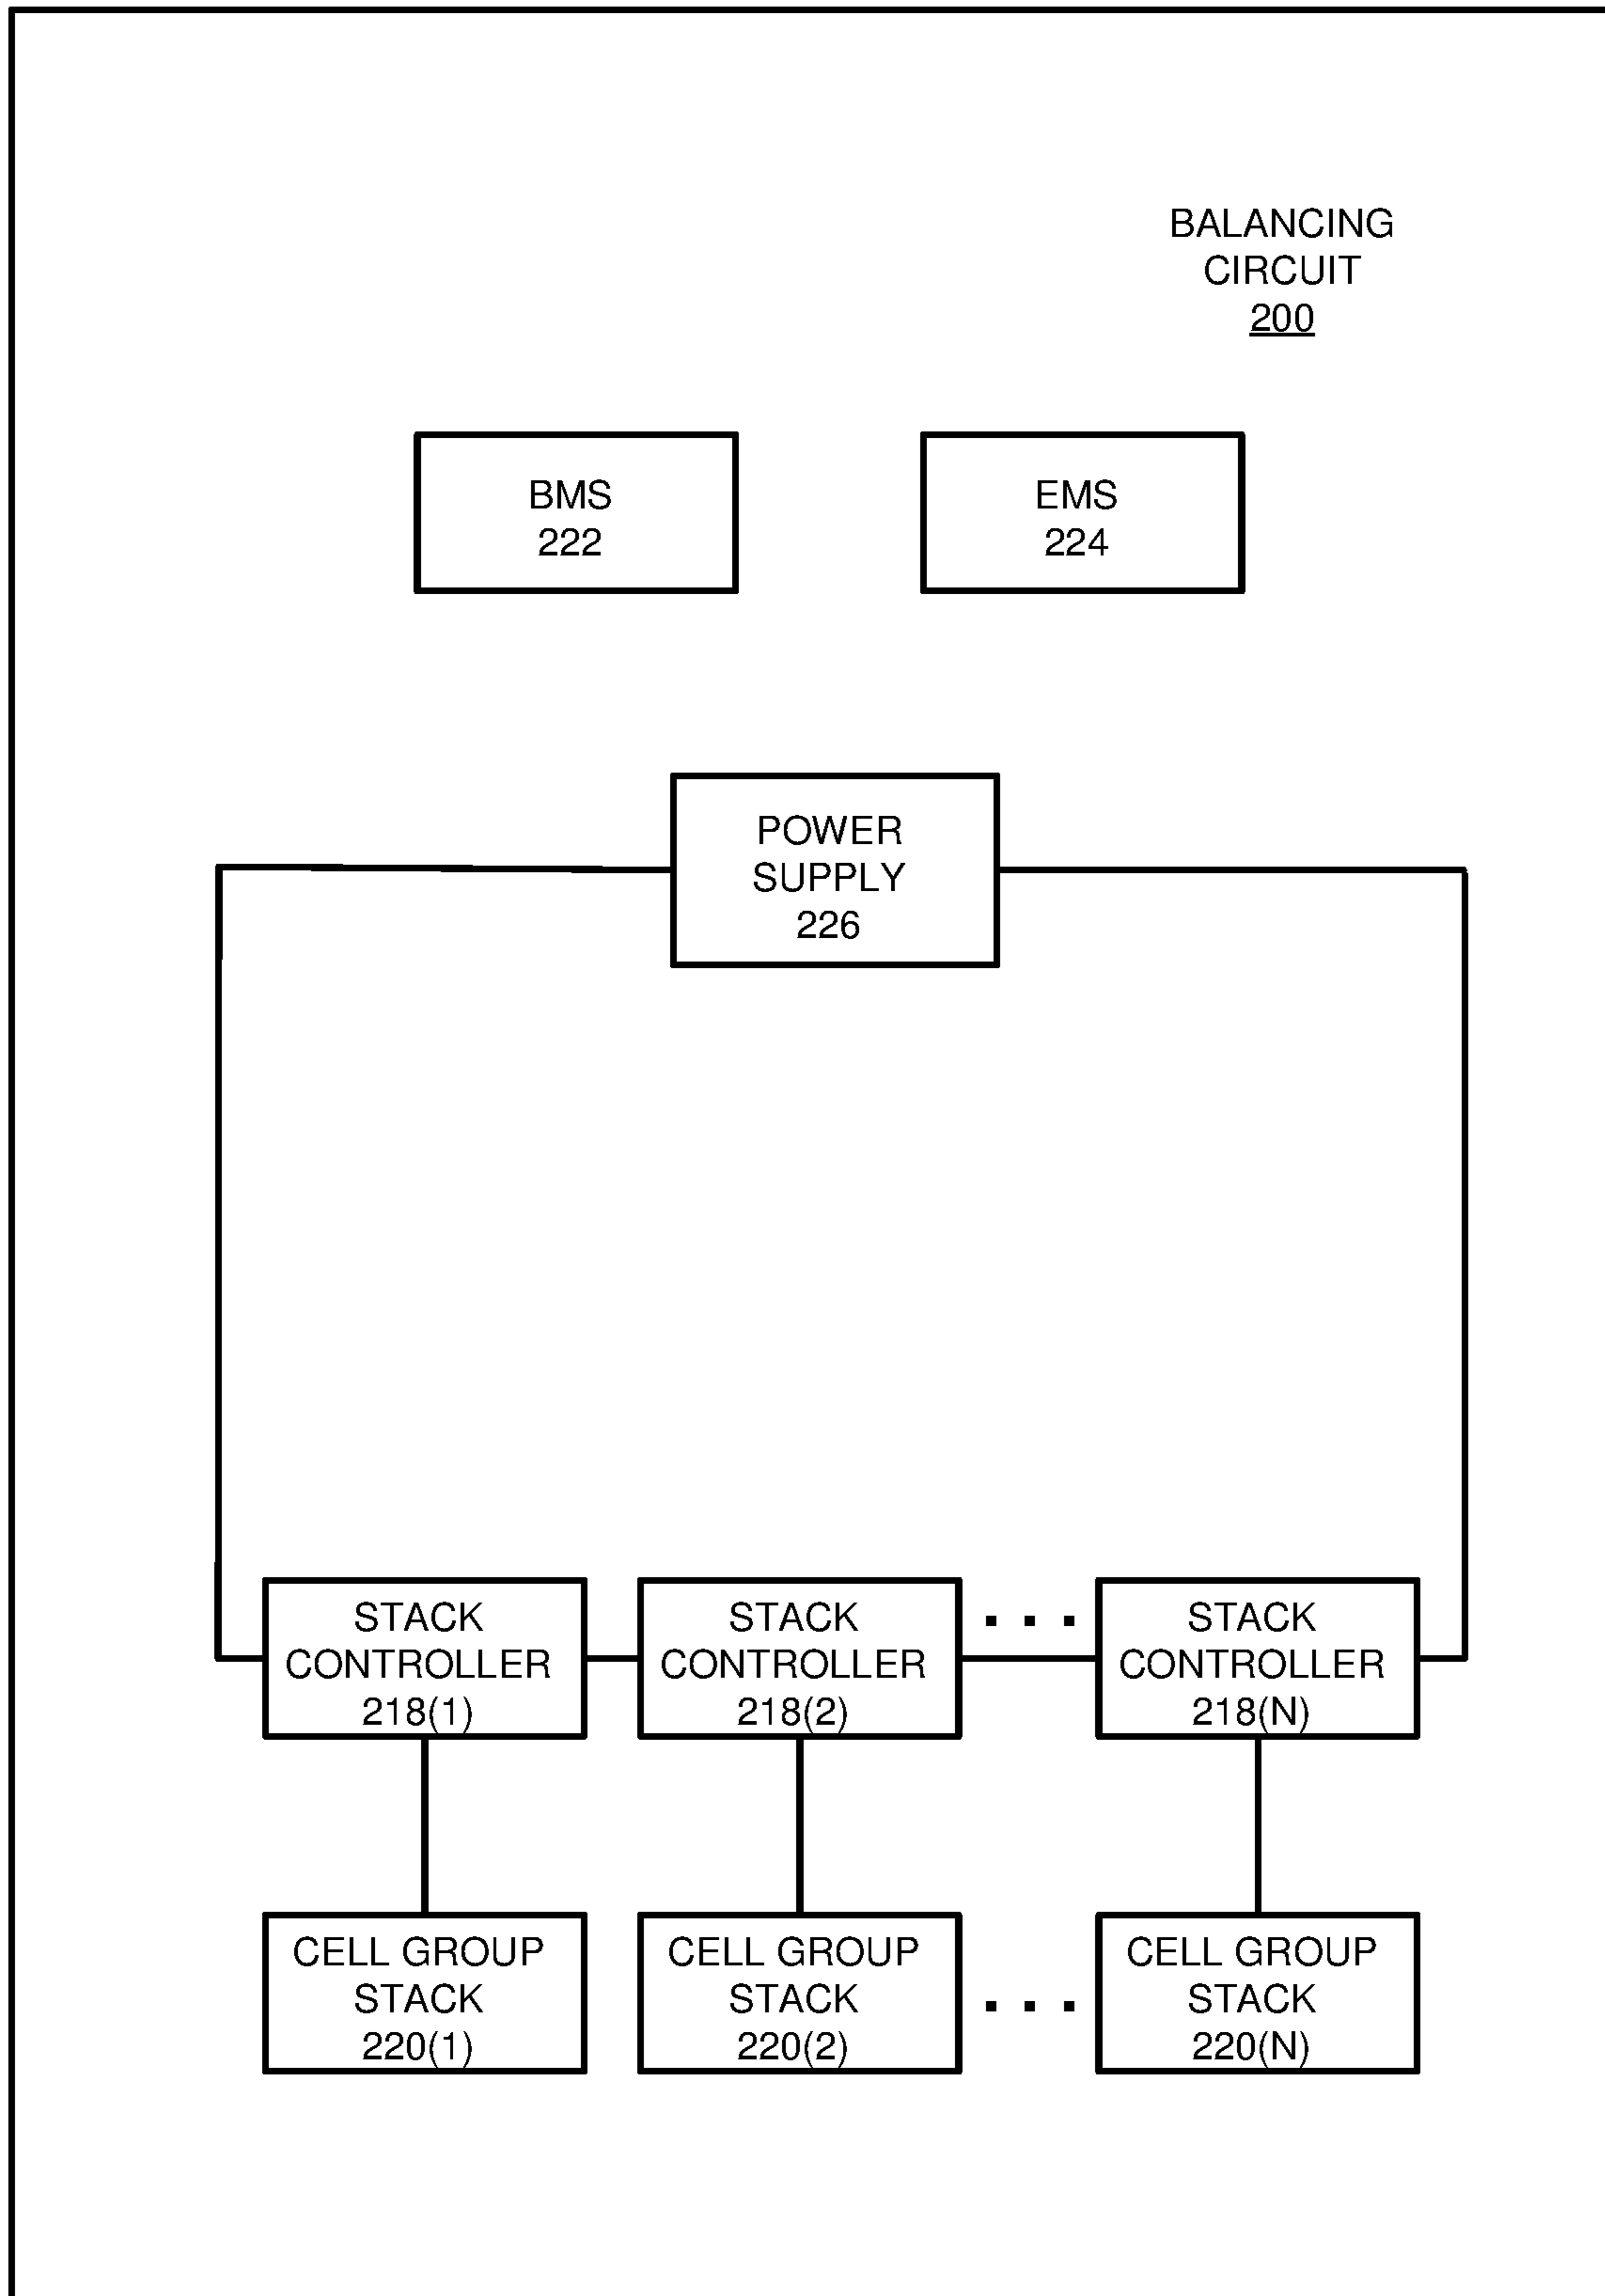 BALANCING
CIRCUIT
200
BMS
222
EMS
224
POWER
SUPPLY
226
STACK
CONTROLLER
218(1)
STACK
CONTROLLER
218(2)
. . .
STACK
CONTROLLER
218(N)
CELL GROUP
STACK
220(1)
CELL GROUP
STACK
220(2)
. . .
CELL GROUP
STACK
220(N)